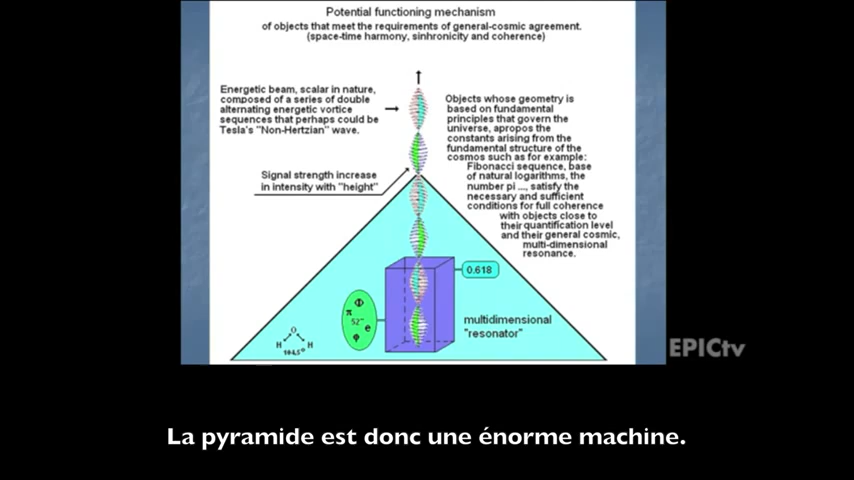 Potential functioning mechanism
of objects that meet the requirements of general-cosmic agreement.
(space-time harmony, sinhronicity and coherence)
Energetic beam, scalar in nature,
composed of a series of double
alternating energetic vortice
sequences that perhaps could be
Tesla's "Non-Hertzian" wave.
Objects whose geometry is
based on fundamental
principles that govern the
universe, apropos the
constants arising from the
fundamental structure of the
cosmos such as for example:
Fibonacci sequence, base
of natural logarithms, the
number pi ..., satisfy the
necessary and sufficient
conditions for full coherence
with objects close to
their quantification level
and their general cosmic,
multi-dimensional
resonance.
Signal strength increase
in intensity with "height"
0.618
Φ
π
52°
e
φ
multidimensional
"resonator"
O
H H
104,5°
EPICtv
La pyramide est donc une énorme machine.